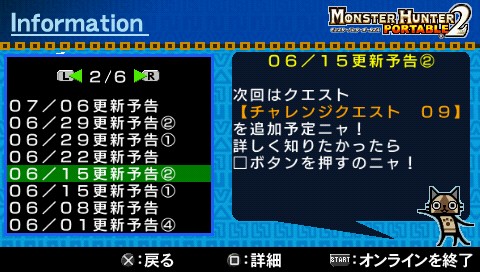 Information
MONSTER HUNTER
PORTABLE 2
L 2/6 R
07/06更新予告
06/29更新予告②
06/29更新予告①
06/22更新予告
06/15更新予告②
06/15更新予告①
06/08更新予告
06/01更新予告④
06/15更新予告②
次回はクエスト
【チャレンジクエスト　09】
を追加予定ニャ！
詳しく知りたかったら
□ボタンを押すのニャ！
×:戻る
□:詳細
START:オンラインを終了